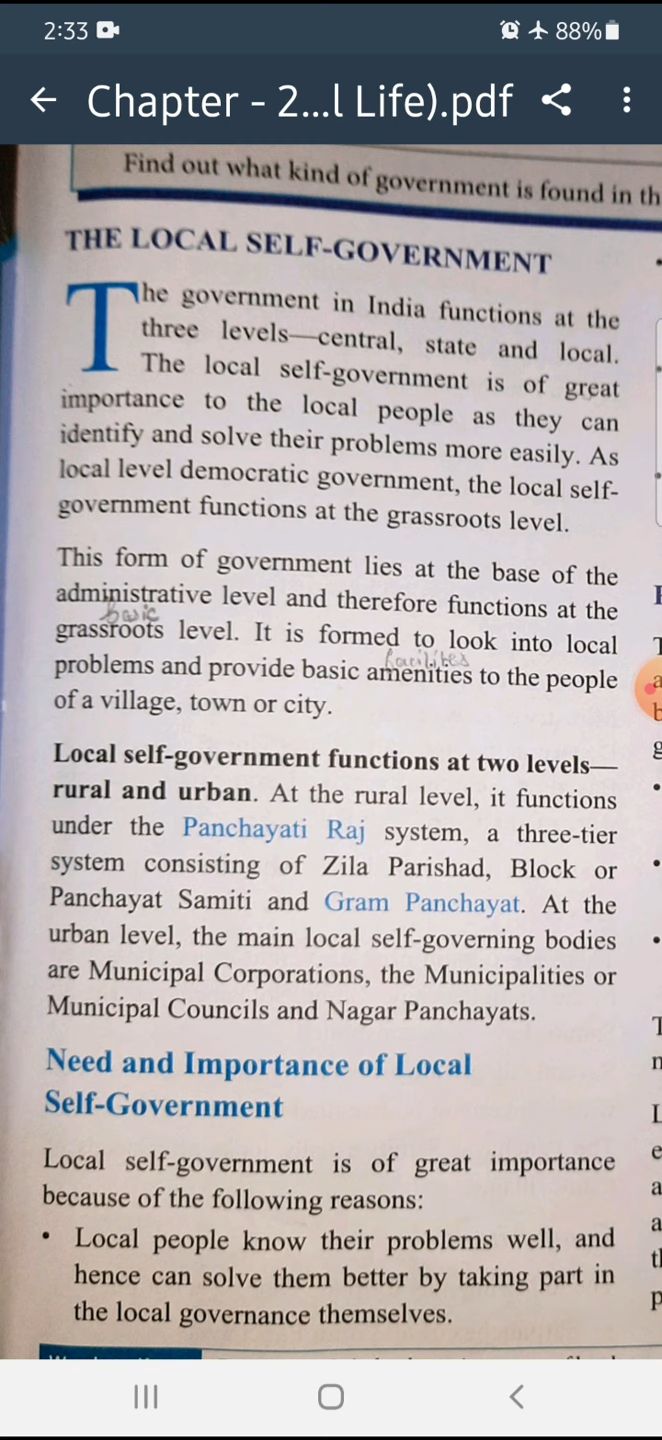 2:33
88%
Chapter - 2...l Life).pdf
Find out what kind of government is found in th
THE LOCAL SELF-GOVERNMENT
The government in India functions at the
three levels—central, state and local.
The local self-government is of great
importance to the local people as they can
identify and solve their problems more easily. As
local level democratic government, the local self-
government functions at the grassroots level.
This form of government lies at the base of the
administrative level and therefore functions at the
basic
grassroots level. It is formed to look into local
facilites
problems and provide basic amenities to the people
of a village, town or city.
Local self-government functions at two levels—
rural and urban. At the rural level, it functions
under the Panchayati Raj system, a three-tier
system consisting of Zila Parishad, Block or
Panchayat Samiti and Gram Panchayat. At the
urban level, the main local self-governing bodies
are Municipal Corporations, the Municipalities or
Municipal Councils and Nagar Panchayats.
Need and Importance of Local
Self-Government
Local self-government is of great importance
because of the following reasons:
• Local people know their problems well, and
hence can solve them better by taking part in
the local governance themselves.